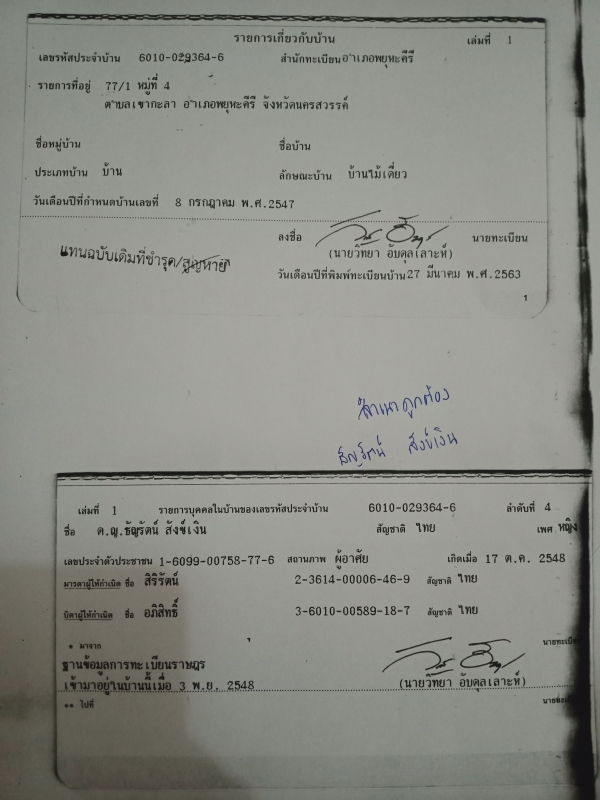 รายการเกี่ยวกับบ้าน เล่มที่ 1
เลขรหัสประจำบ้าน 6010-029364-6 สำนักทะเบียน อำเภอพยุหะคีรี
รายการที่อยู่ 77/1 หมู่ที่ 4
ตำบลเขากะลา อำเภอพยุหะคีรี จังหวัดนครสวรรค์
ชื่อหมู่บ้าน ชื่อบ้าน
ประเภทบ้าน บ้าน ลักษณะบ้าน บ้านไม้เดี่ยว
วันเดือนปีที่กำหนดบ้านเลขที่ 8 กรกฎาคม พ.ศ.2547
ลงชื่อ นายทะเบียน
(นายวิทยา อับดุลเลาะห์)
แทนฉบับเดิมที่ชำรุด/สูญหาย
วันเดือนปีที่พิมพ์ทะเบียนบ้าน 27 มีนาคม พ.ศ.2563
1
สำเนาถูกต้อง
ธัญรัตน์ สังข์เงิน
เล่มที่ 1 รายการบุคคลในบ้านของเลขรหัสประจำบ้าน 6010-029364-6 ลำดับที่ 4
ชื่อ ด.ญ.ธัญรัตน์ สังข์เงิน สัญชาติ ไทย เพศ หญิง
เลขประจำตัวประชาชน 1-6099-00758-77-6 สถานภาพ ผู้อาศัย เกิดเมื่อ 17 ต.ค. 2548
มารดาผู้ให้กำเนิด ชื่อ สิริรัตน์ 2-3614-00006-46-9 สัญชาติ ไทย
บิดาผู้ให้กำเนิด ชื่อ อภิสิทธิ์ 3-6010-00589-18-7 สัญชาติ ไทย
* มาจาก นายทะเบียน
ฐานข้อมูลการทะเบียนราษฎร
เข้ามาอยู่ในบ้านนี้เมื่อ 3 พ.ย. 2548 (นายวิทยา อับดุลเลาะห์)
** ไปที่